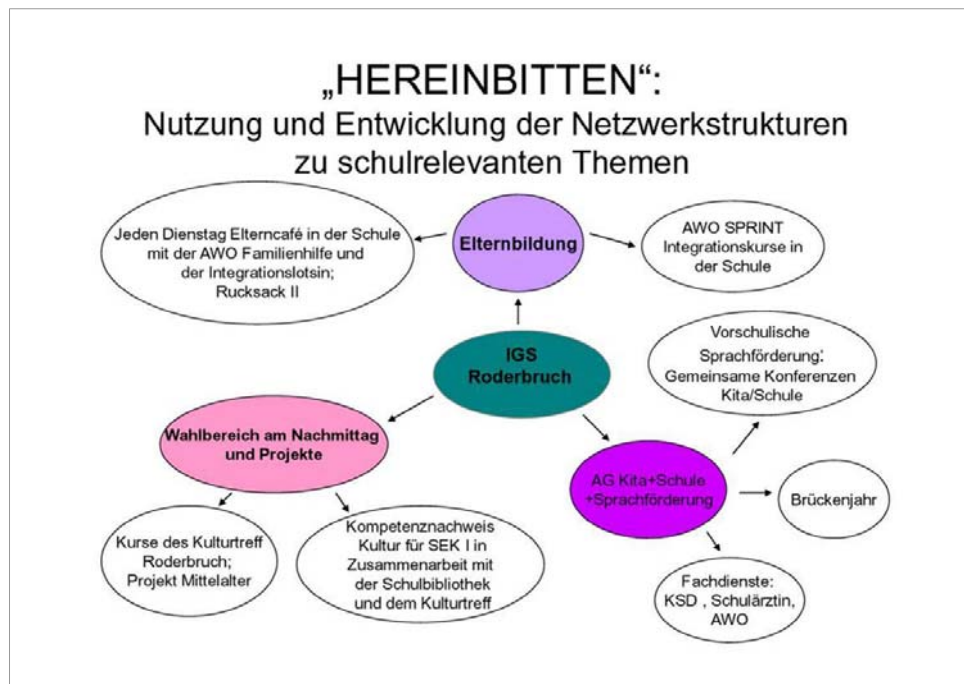 „HEREINBITTEN“:
Nutzung und Entwicklung der Netzwerkstrukturen
zu schulrelevanten Themen
Jeden Dienstag Elterncafé in der Schule
mit der AWO Familienhilfe und
der Integrationslotsin;
Rucksack II
Elternbildung
AWO SPRINT
Integrationskurse in
der Schule
IGS
Roderbruch
Vorschulische
Sprachförderung:
Gemeinsame Konferenzen
Kita/Schule
Wahlbereich am Nachmittag
und Projekte
AG Kita+Schule
+Sprachförderung
Brückenjahr
Kurse des Kulturtreff
Roderbruch;
Projekt Mittelalter
Kompetenznachweis
Kultur für SEK I in
Zusammenarbeit mit
der Schulbibliothek
und dem Kulturtreff
Fachdienste:
KSD , Schulärztin,
AWO